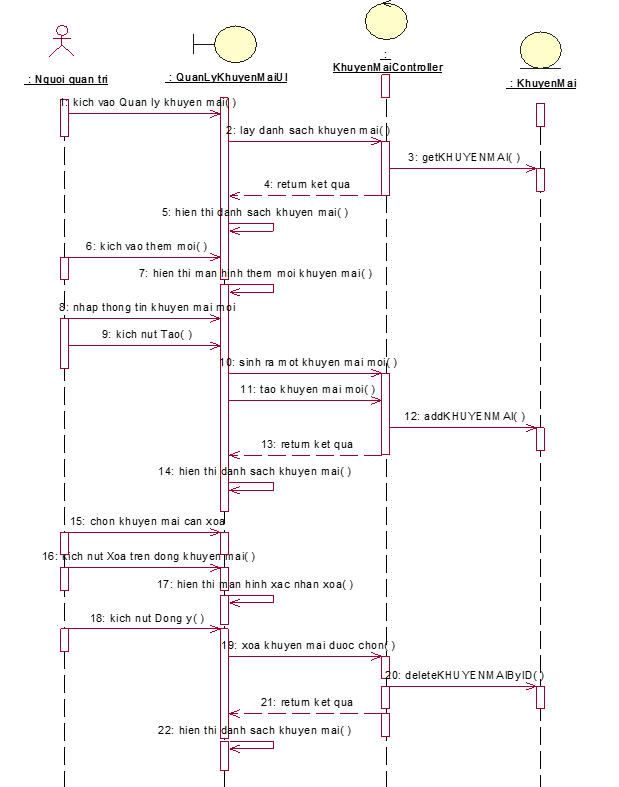 :
KhuyenMaiController
: Nguoi quan tri
: QuanLyKhuyenMaiUI
: KhuyenMai
1: kich vao Quan ly khuyen mai( )
2: lay danh sach khuyen mai( )
3: getKHUYENMAI( )
4: return ket qua
5: hien thi danh sach khuyen mai( )
6: kich vao them moi( )
7: hien thi man hinh them moi khuyen mai( )
8: nhap thong tin khuyen mai moi
9: kich nut Tao( )
10: sinh ra mot khuyen mai moi( )
11: tao khuyen mai moi( )
12: addKHUYENMAI( )
13: return ket qua
14: hien thi danh sach khuyen mai( )
15: chon khuyen mai can xoa
16: kich nut Xoa tren dong khuyen mai( )
17: hien thi man hinh xac nhan xoa( )
18: kich nut Dong y( )
19: xoa khuyen mai duoc chon( )
20: deleteKHUYENMAIByID( )
21: return ket qua
22: hien thi danh sach khuyen mai( )